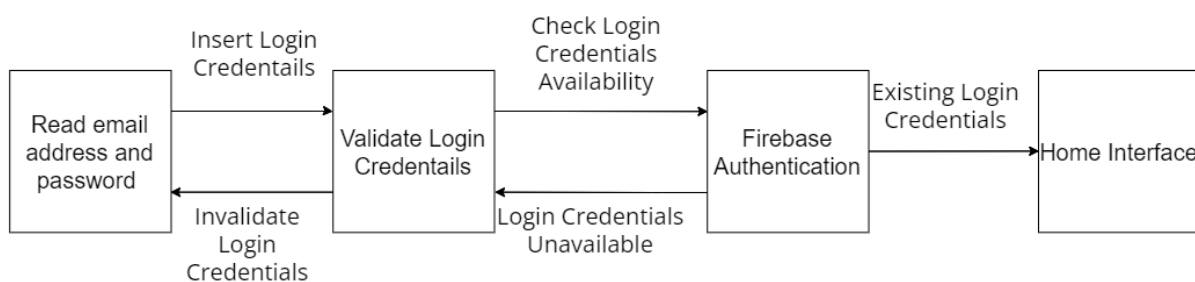 Insert Login
Credentails
Check Login
Credentials
Availability
Existing Login
Credentials
Read email
address and
password
Validate Login
Credentails
Firebase
Authentication
Home Interface
Invalidate
Login
Credentials
Login Credentials
Unavailable